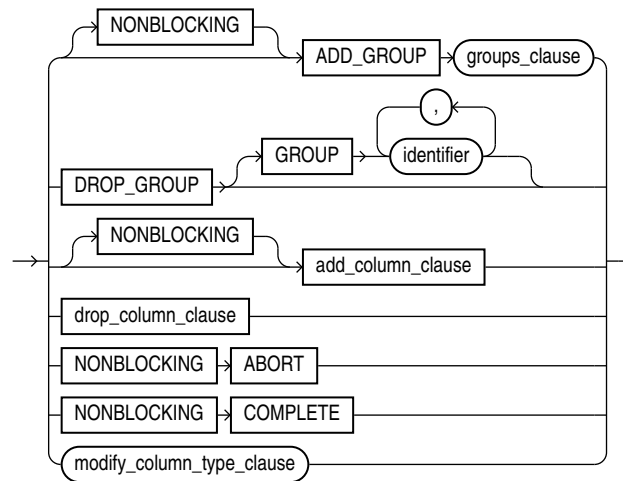 NONBLOCKING
ADD_GROUP groups_clause
,
GROUP identifier
DROP_GROUP
NONBLOCKING
add_column_clause
drop_column_clause
NONBLOCKING ABORT
NONBLOCKING COMPLETE
modify_column_type_clause